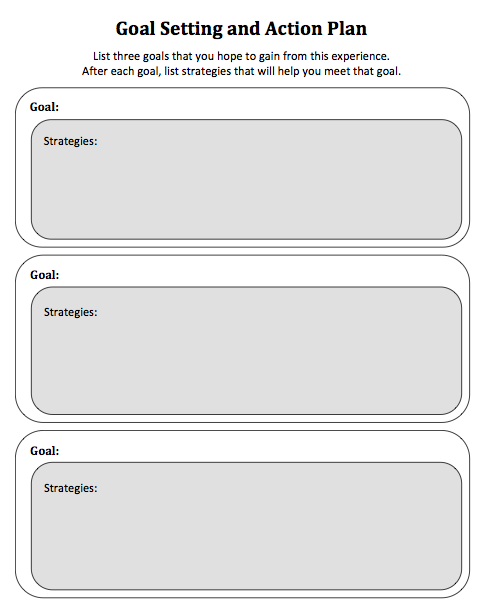 Goal Setting and Action Plan
List three goals that you hope to gain from this experience.
After each goal, list strategies that will help you meet that goal.
Goal:
Strategies:
Goal:
Strategies:
Goal:
Strategies: